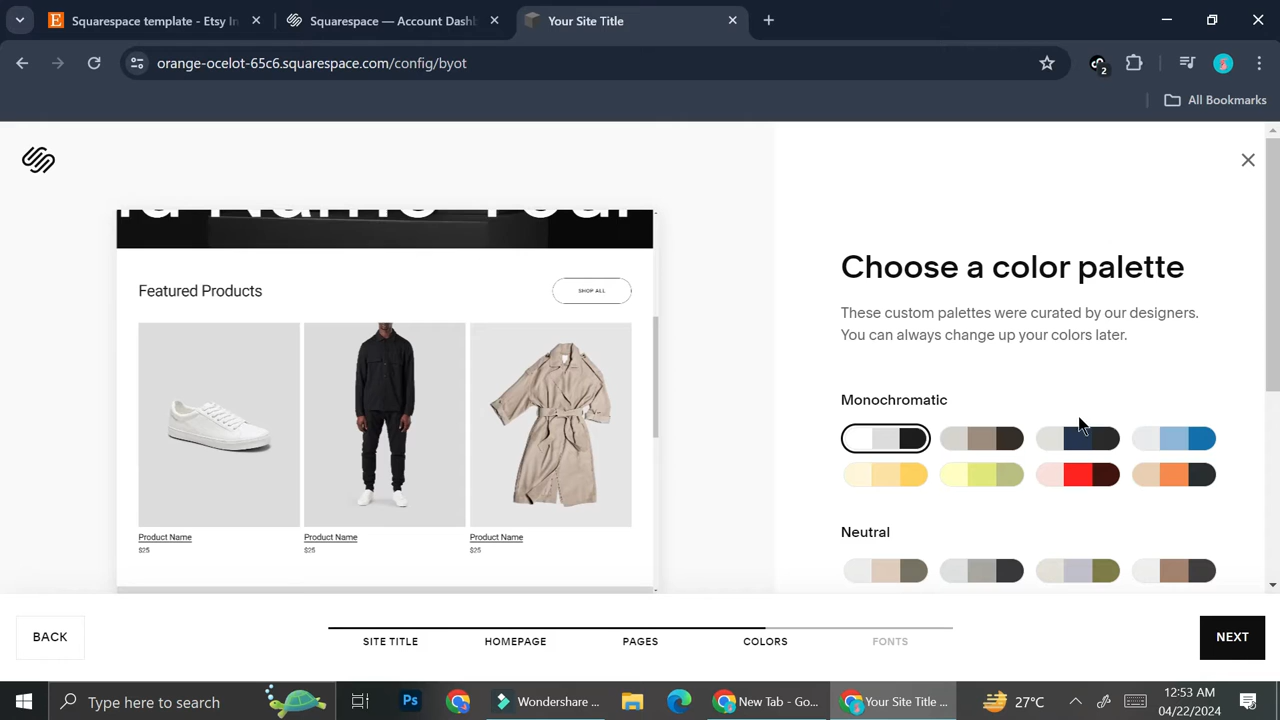 Squarespace template - Etsy In
Squarespace — Account Dashb
Your Site Title
orange-ocelot-65c6.squarespace.com/config/byot
2
All Bookmarks
Featured Products
SHOP ALL
Product Name
$25
Product Name
$25
Product Name
$25
Choose a color palette
These custom palettes were curated by our designers.
You can always change up your colors later.
Monochromatic
Neutral
BACK
SITE TITLE
HOMEPAGE
PAGES
COLORS
FONTS
NEXT
Type here to search
Ps
Wondershare ...
New Tab - Go...
Your Site Title ...
27°C
12:53 AM
04/22/2024